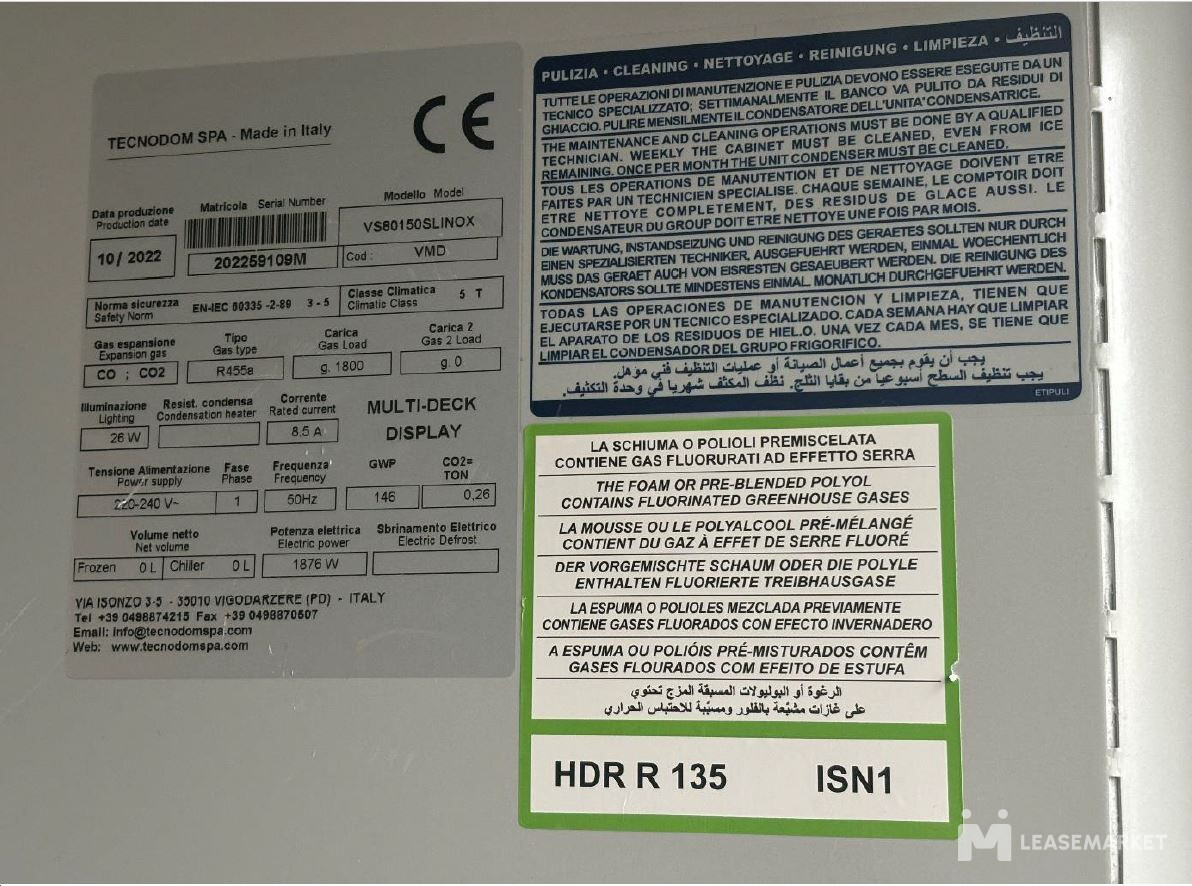 TECNODOM SPA - Made in Italy
CE
Data produzione
Production date
10 / 2022
Matricola Serial Number
202259109M
Modello Model
VS80150SLINOX
Cod : VMD
Norma sicurezza
Safety Norm
EN-IEC 60335 -2-89 3 - 5
Classe Climatica
Climatic Class
5 T
Gas espansione
Expansion gas
CO ; CO2
Tipo
Gas type
R455a
Carica
Gas Load
g. 1800
Carica 2
Gas 2 Load
g. 0
Illuminazione
Lighting
26 W
Resist. condensa
Condensation heater
Corrente
Rated current
8,5 A
MULTI-DECK
DISPLAY
Tensione Alimentazione
Power supply
220-240 V~
Fase
Phase
1
Frequenza
Frequency
50Hz
GWP
146
CO2=
TON
0,26
Volume netto
Net volume
Frozen 0 L Chiller 0 L
Potenza elettrica
Electric power
1876 W
Sbrinamento Elettrico
Electric Defrost
VIA ISONZO 3-5 - 35010 VIGODARZERE (PD) - ITALY
Tel +39 0498874215 Fax +39 0498870507
Email: info@tecnodomspa.com
Web: www.tecnodomspa.com
PULIZIA • CLEANING • NETTOYAGE • REINIGUNG • LIMPIEZA • التنظيف
TUTTE LE OPERAZIONI DI MANUTENZIONE E PULIZIA DEVONO ESSERE ESEGUITE DA UN
TECNICO SPECIALIZZATO; SETTIMANALMENTE IL BANCO VA PULITO DA RESIDUI DI
GHIACCIO. PULIRE MENSILMENTE IL CONDENSATORE DELL'UNITA' CONDENSATRICE.
THE MAINTENANCE AND CLEANING OPERATIONS MUST BE DONE BY A QUALIFIED
TECHNICIAN. WEEKLY THE CABINET MUST BE CLEANED, EVEN FROM ICE
REMAINING. ONCE PER MONTH THE UNIT CONDENSER MUST BE CLEANED.
TOUS LES OPERATIONS DE MANUTENTION ET DE NETTOYAGE DOIVENT ETRE
FAITES PAR UN TECHNICIEN SPECIALISE. CHAQUE SEMAINE, LE COMPTOIR DOIT
ETRE NETTOYE COMPLETEMENT, DES RESIDUS DE GLACE AUSSI. LE
CONDENSATEUR DU GROUP DOIT ETRE NETTOYE UNE FOIS PAR MOIS.
DIE WARTUNG, INSTANDSEIZUNG UND REINIGUNG DES GERAETES SOLLTEN NUR DURCH
EINEN SPEZIALISIERTEN TECHNIKER, AUSGEFUEHRT WERDEN, EINMAL WOECHENTLICH
MUSS DAS GERAET AUCH VON EISRESTEN GESAEUBERT WERDEN. DIE REINIGUNG DES
KONDENSATORS SOLLTE MINDESTENS EINMAL, MONATLICH DURCHGEFUEHRT WERDEN.
TODAS LAS OPERACIONES DE MANUTENCION Y LIMPIEZA, TIENEN QUE
EJECUTARSE POR UN TECNICO ESPECIALIZADO. CADA SEMANA HAY QUE LIMPIAR
EL APARATO DE LOS RESIDUOS DE HIELO. UNA VEZ CADA MES, SE TIENE QUE
LIMPIAR EL CONDENSADOR DEL GRUPO FRIGORIFICO.
يجب أن يقوم بجميع أعمال الصيانة أو عمليات التنظيف فني مؤهل.
يجب تنظيف السطح أسبوعيا من بقايا الثلج. نظف المكثف شهريا في وحدة التكثيف.
ETIPULI
LA SCHIUMA O POLIOLI PREMISCELATA
CONTIENE GAS FLUORURATI AD EFFETTO SERRA
THE FOAM OR PRE-BLENDED POLYOL
CONTAINS FLUORINATED GREENHOUSE GASES
LA MOUSSE OU LE POLYALCOOL PRÉ-MÉLANGÉ
CONTIENT DU GAZ À EFFET DE SERRE FLUORÉ
DER VORGEMISCHTE SCHAUM ODER DIE POLYLE
ENTHALTEN FLUORIERTE TREIBHAUSGASE
LA ESPUMA O POLIOLES MEZCLADA PREVIAMENTE
CONTIENE GASES FLUORADOS CON EFECTO INVERNADERO
A ESPUMA OU POLIÓIS PRÉ-MISTURADOS CONTÊM
GASES FLOURADOS COM EFEITO DE ESTUFA
الرغوة أو البوليولات المسبقة المزج تحتوي
على غازات مشبّعة بالفلور ومسبّبة للاحتباس الحراري
HDR R 135 ISN1
LEASEMARKET